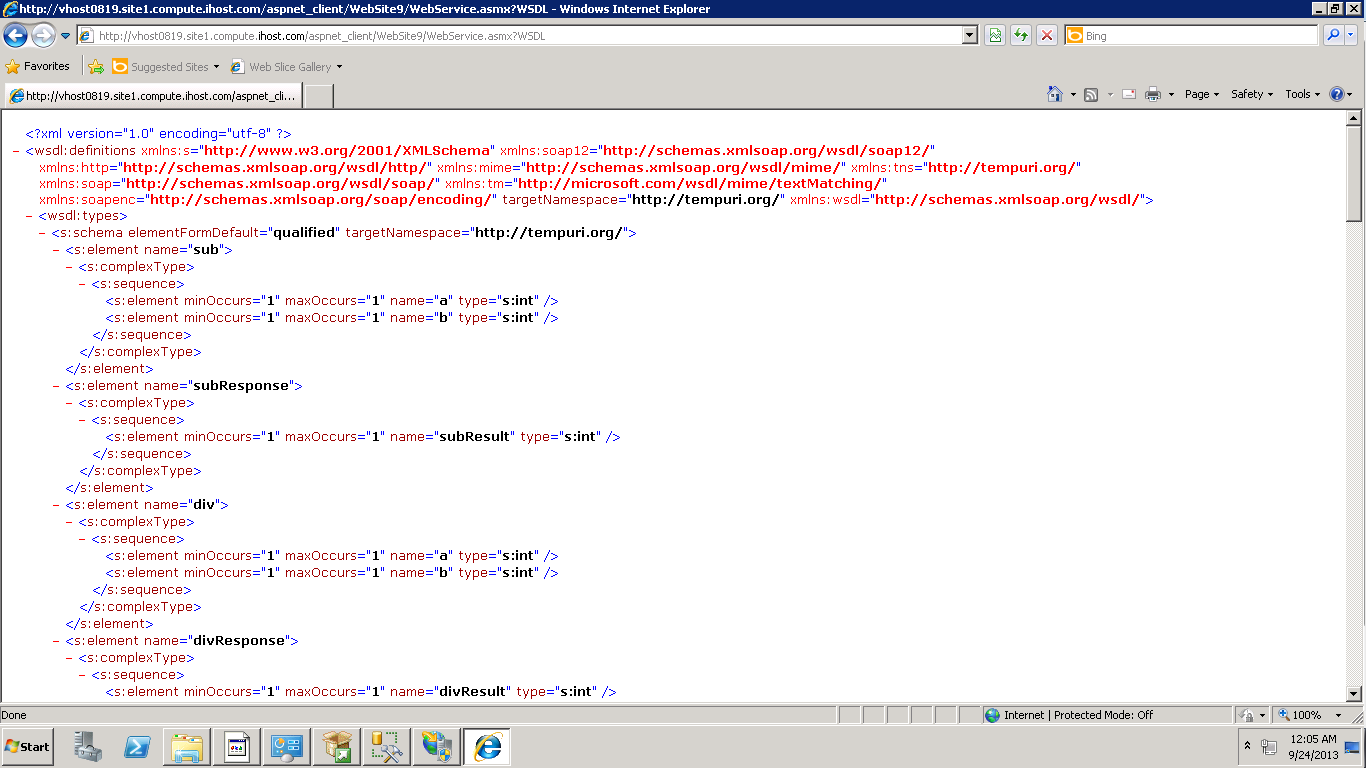 http://vhost0819.site1.compute.ihost.com/aspnet_client/WebSite9/WebService.asmx?WSDL - Windows Internet Explorer
http://vhost0819.site1.compute.ihost.com/aspnet_client/WebSite9/WebService.asmx?WSDL
Bing
Favorites Suggested Sites Web Slice Gallery
http://vhost0819.site1.compute.ihost.com/aspnet_cli...
Page Safety Tools
<?xml version="1.0" encoding="utf-8" ?>
- <wsdl:definitions xmlns:s="http://www.w3.org/2001/XMLSchema" xmlns:soap12="http://schemas.xmlsoap.org/wsdl/soap12/"
xmlns:http="http://schemas.xmlsoap.org/wsdl/http/" xmlns:mime="http://schemas.xmlsoap.org/wsdl/mime/" xmlns:tns="http://tempuri.org/"
xmlns:soap="http://schemas.xmlsoap.org/wsdl/soap/" xmlns:tm="http://microsoft.com/wsdl/mime/textMatching/"
xmlns:soapenc="http://schemas.xmlsoap.org/soap/encoding/" targetNamespace="http://tempuri.org/" xmlns:wsdl="http://schemas.xmlsoap.org/wsdl/">
- <wsdl:types>
- <s:schema elementFormDefault="qualified" targetNamespace="http://tempuri.org/">
- <s:element name="sub">
- <s:complexType>
- <s:sequence>
<s:element minOccurs="1" maxOccurs="1" name="a" type="s:int" />
<s:element minOccurs="1" maxOccurs="1" name="b" type="s:int" />
</s:sequence>
</s:complexType>
</s:element>
- <s:element name="subResponse">
- <s:complexType>
- <s:sequence>
<s:element minOccurs="1" maxOccurs="1" name="subResult" type="s:int" />
</s:sequence>
</s:complexType>
</s:element>
- <s:element name="div">
- <s:complexType>
- <s:sequence>
<s:element minOccurs="1" maxOccurs="1" name="a" type="s:int" />
<s:element minOccurs="1" maxOccurs="1" name="b" type="s:int" />
</s:sequence>
</s:complexType>
</s:element>
- <s:element name="divResponse">
- <s:complexType>
- <s:sequence>
<s:element minOccurs="1" maxOccurs="1" name="divResult" type="s:int" />
Done Internet | Protected Mode: Off 100%
Start 12:05 AM
9/24/2013